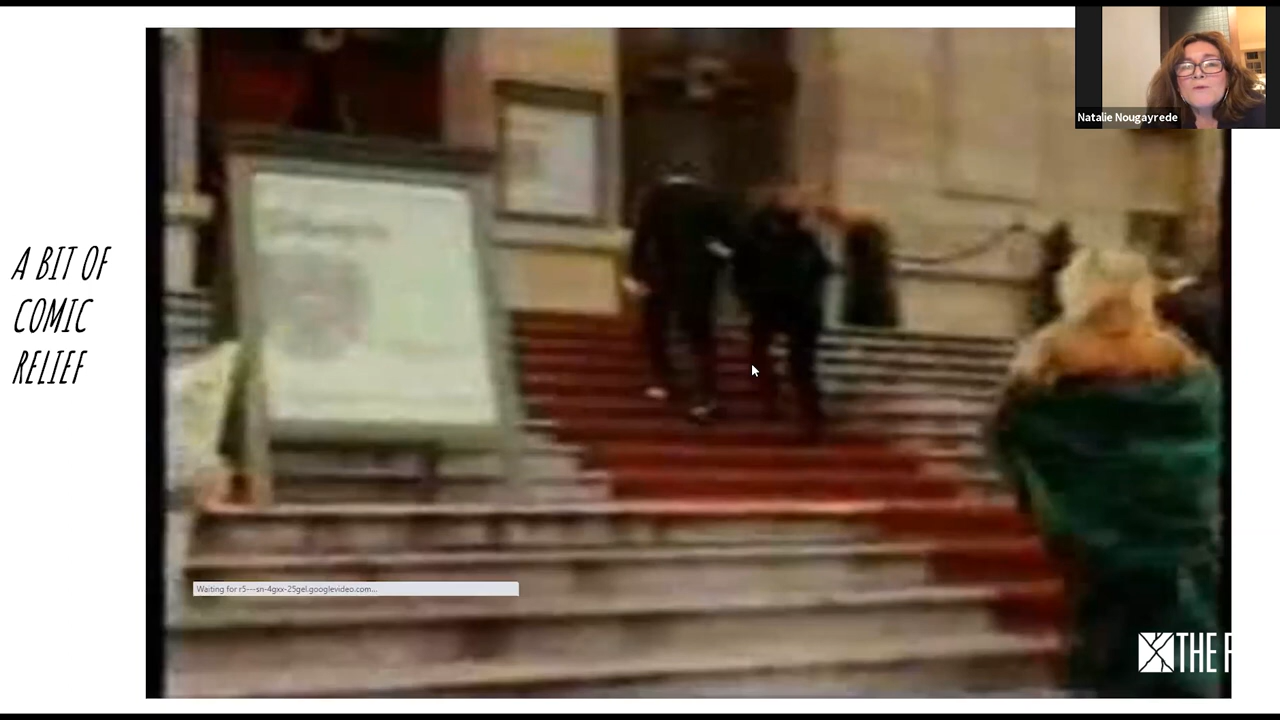 A BIT OF
COMIC
RELIEF
Natalie Nougayrede
Waiting for r5---sn-4gxx-25gel.googlevideo.com...
THE F